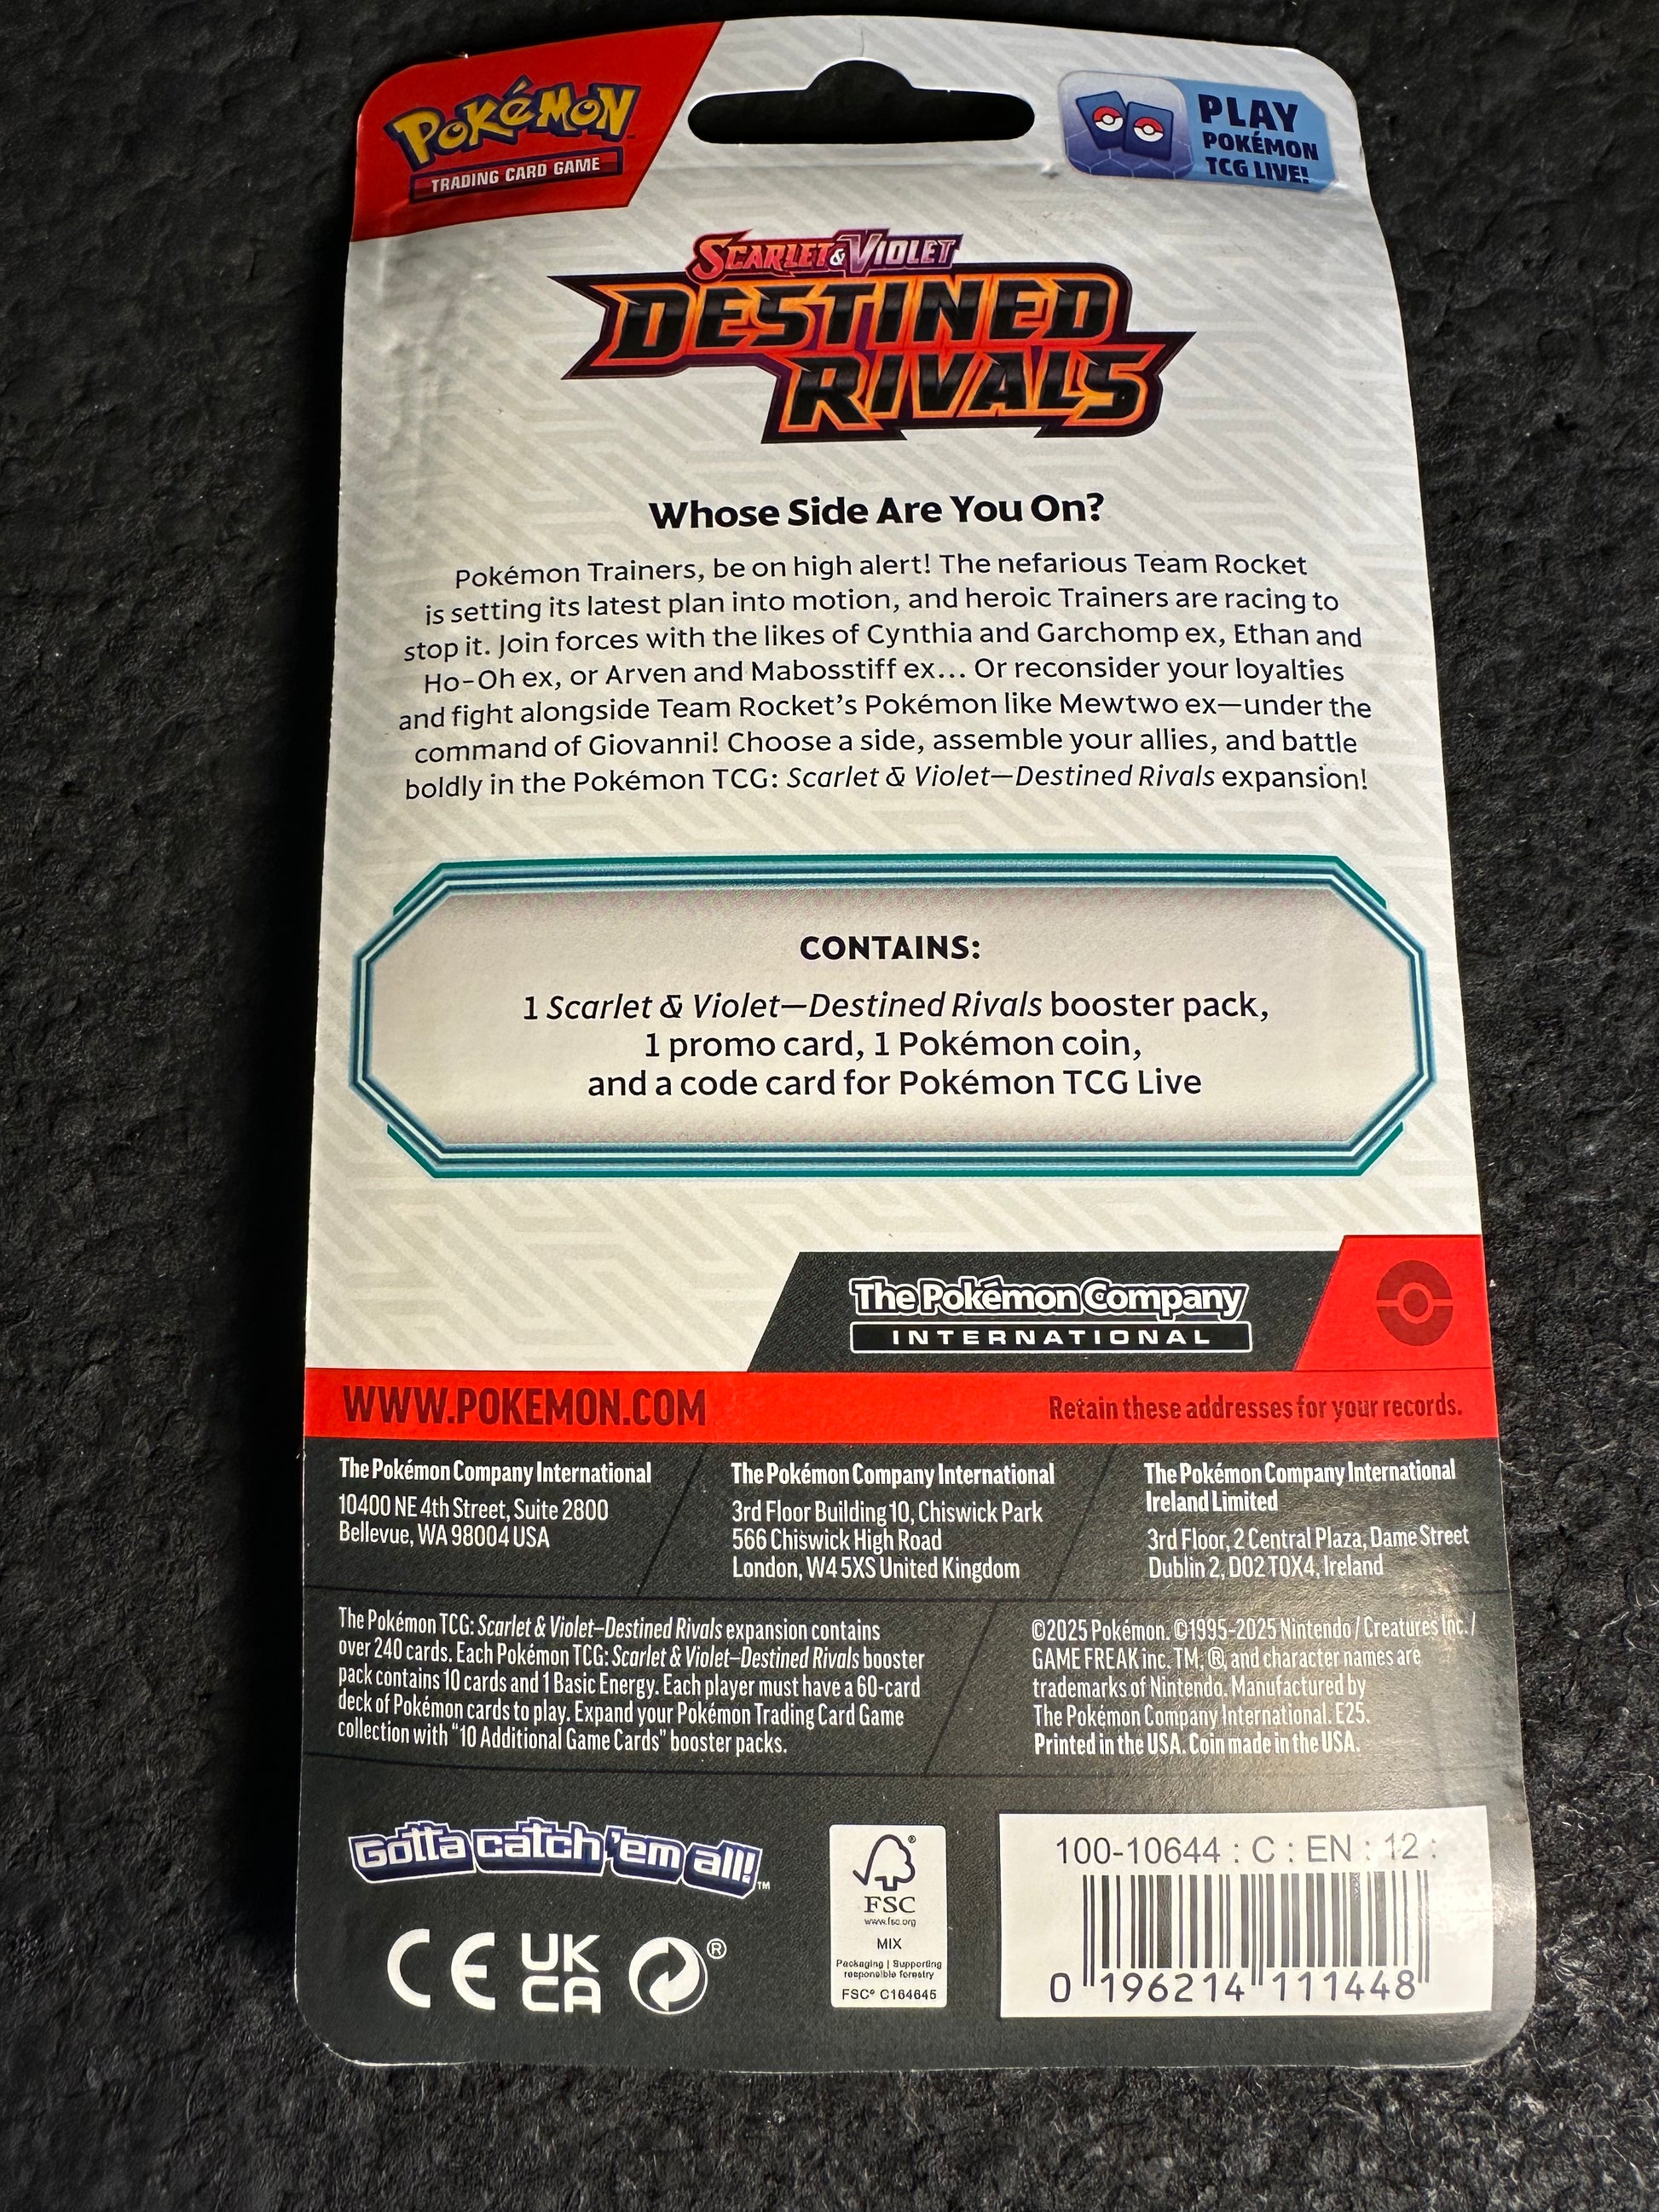 POKéMON
TRADING CARD GAME
PLAY
POKÉMON
TCG LIVE!
SCARLET & VIOLET
DESTINED
RIVALS
Whose Side Are You On?
Pokémon Trainers, be on high alert! The nefarious Team Rocket
is setting its latest plan into motion, and heroic Trainers are racing to
stop it. Join forces with the likes of Cynthia and Garchomp ex, Ethan and
Ho-Oh ex, or Arven and Mabosstiff ex... Or reconsider your loyalties
and fight alongside Team Rocket's Pokémon like Mewtwo ex—under the
command of Giovanni! Choose a side, assemble your allies, and battle
boldly in the Pokémon TCG: Scarlet & Violet—Destined Rivals expansion!
CONTAINS:
1 Scarlet & Violet—Destined Rivals booster pack,
1 promo card, 1 Pokémon coin,
and a code card for Pokémon TCG Live
The Pokémon Company
INTERNATIONAL
WWW.POKEMON.COM
Retain these addresses for your records.
The Pokémon Company International
10400 NE 4th Street, Suite 2800
Bellevue, WA 98004 USA
The Pokémon Company International
3rd Floor Building 10, Chiswick Park
566 Chiswick High Road
London, W4 5XS United Kingdom
The Pokémon Company International
Ireland Limited
3rd Floor, 2 Central Plaza, Dame Street
Dublin 2, D02 T0X4, Ireland
The Pokémon TCG: Scarlet & Violet—Destined Rivals expansion contains
over 240 cards. Each Pokémon TCG: Scarlet & Violet—Destined Rivals booster
pack contains 10 cards and 1 Basic Energy. Each player must have a 60-card
deck of Pokémon cards to play. Expand your Pokémon Trading Card Game
collection with "10 Additional Game Cards" booster packs.
©2025 Pokémon. ©1995–2025 Nintendo / Creatures Inc. /
GAME FREAK inc. TM, ®, and character names are
trademarks of Nintendo. Manufactured by
The Pokémon Company International. E25.
Printed in the USA. Coin made in the USA.
Gotta catch 'em all!™
CE UK CA ®
FSC®
www.fsc.org
MIX
Packaging | Supporting
responsible forestry
FSC® C164645
100-10644 : C : EN : 12 :
0 196214 111448